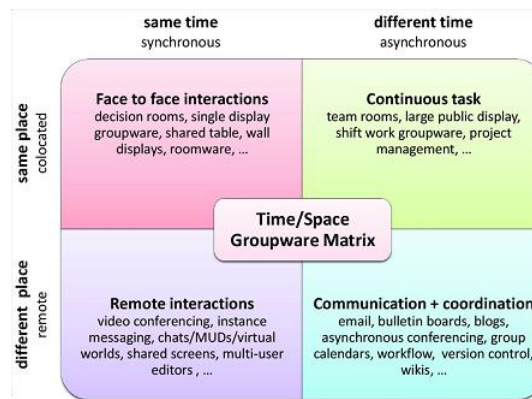 same time
synchronous
different time
asynchronous
same place
colocated
Face to face interactions
decision rooms, single display
groupware, shared table, wall
displays, roomware, ...
Continuous task
team rooms, large public display,
shift work groupware, project
management, ...
Time/Space
Groupware Matrix
different place
remote
Remote interactions
video conferencing, instance
messaging, chats/MUDs/virtual
worlds, shared screens, multi-user
editors , ...
Communication + coordination
email, bulletin boards, blogs,
asynchronous conferencing, group
calendars, workflow, version control,
wikis, ...